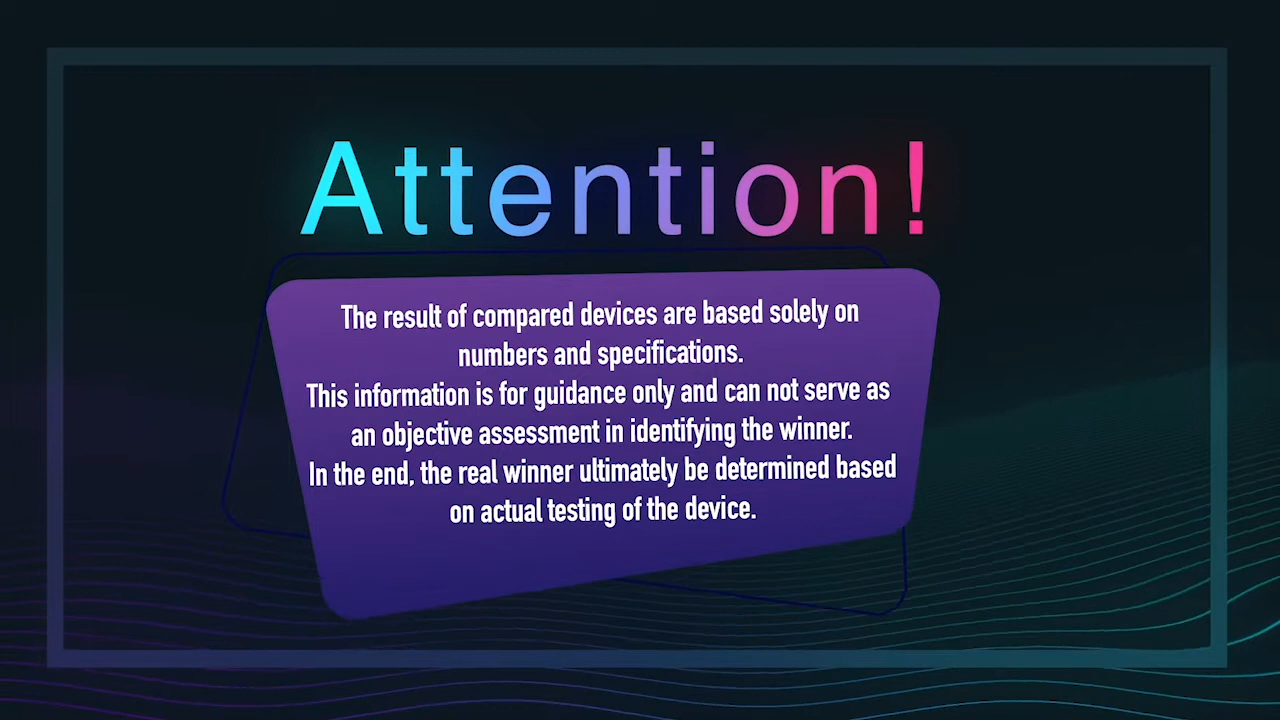 Attention!
The result of compared devices are based solely on
numbers and specifications.
This information is for guidance only and can not serve as
an objective assessment in identifying the winner.
In the end, the real winner ultimately be determined based
on actual testing of the device.